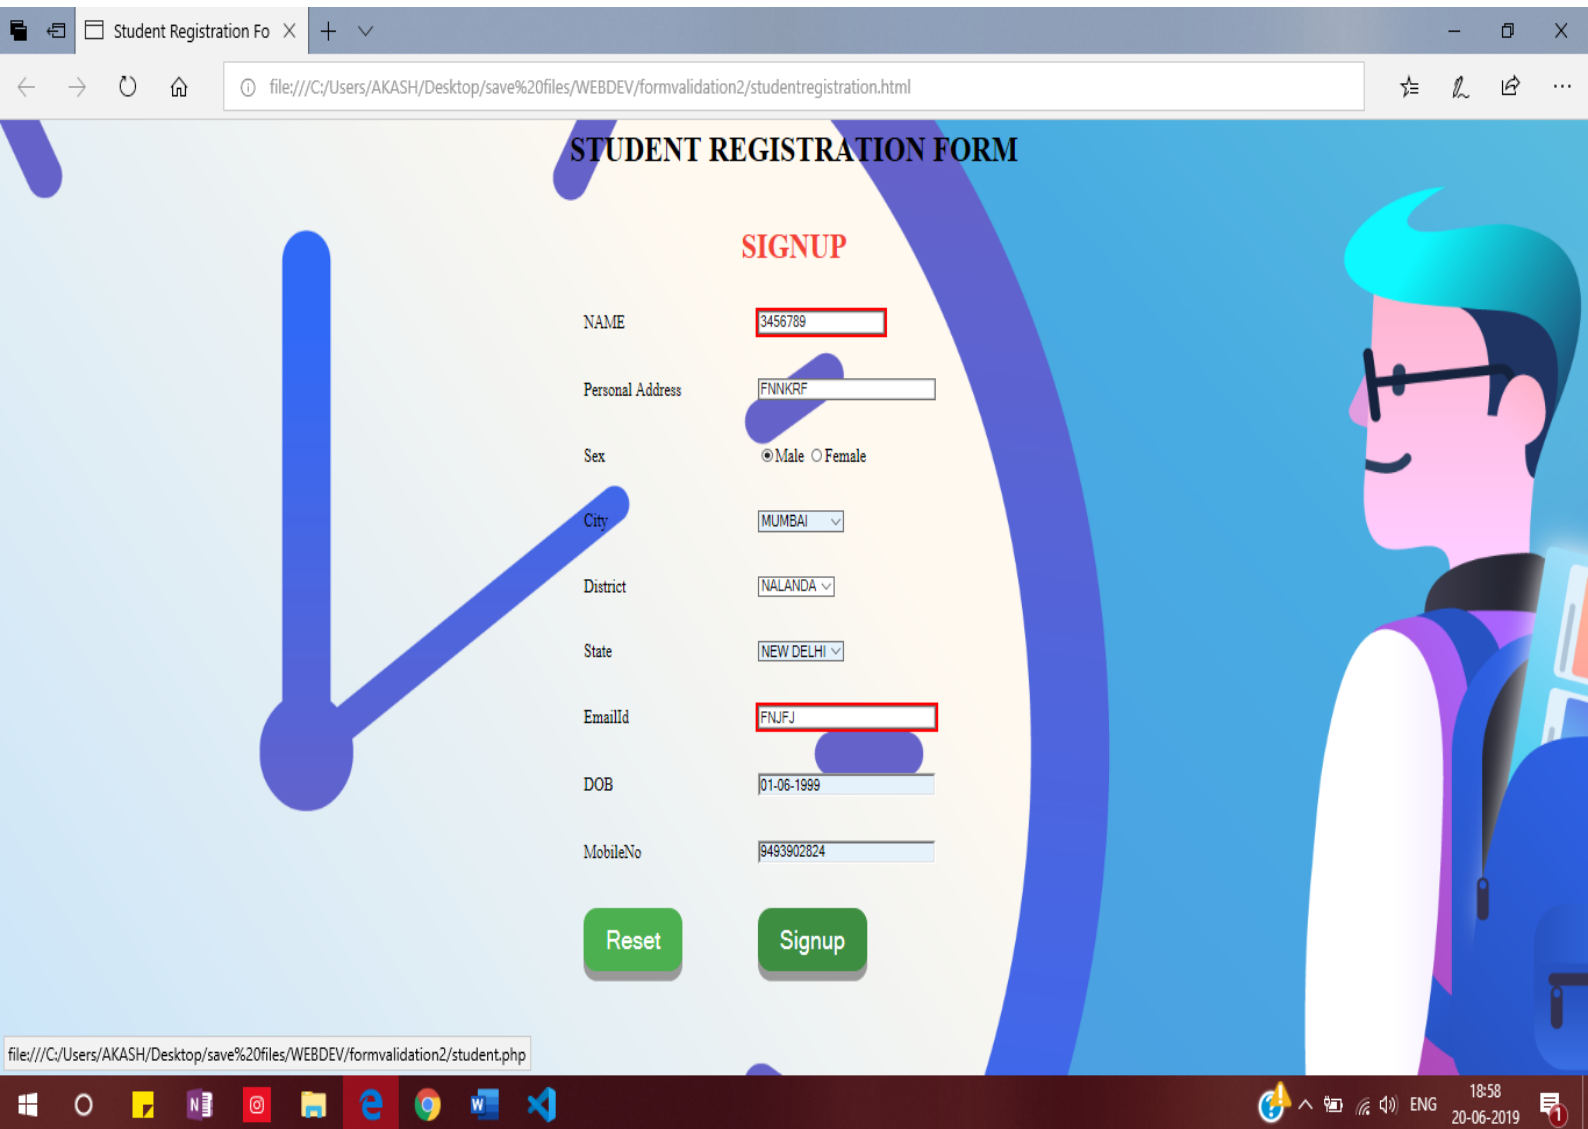 Student Registration Fo
file:///C:/Users/AKASH/Desktop/save%20files/WEBDEV/formvalidation2/studentregistration.html
STUDENT REGISTRATION FORM
SIGNUP
NAME 3456789
Personal Address FNNKRF
Sex Male Female
City MUMBAI
District NALANDA
State NEW DELHI
EmailId FNJFJ
DOB 01-06-1999
MobileNo 9493902824
Reset Signup
file:///C:/Users/AKASH/Desktop/save%20files/WEBDEV/formvalidation2/student.php
ENG 18:58
20-06-2019